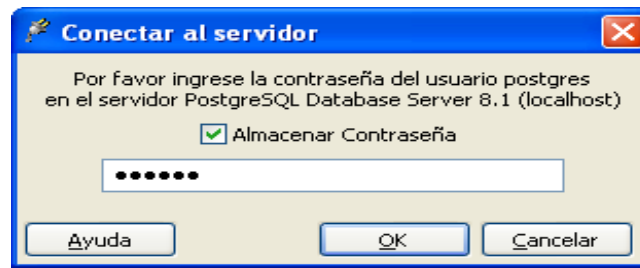 Conectar al servidor
Por favor ingrese la contraseña del usuario postgres
en el servidor PostgreSQL Database Server 8.1 (localhost)
Almacenar Contraseña
••••••
Ayuda OK Cancelar